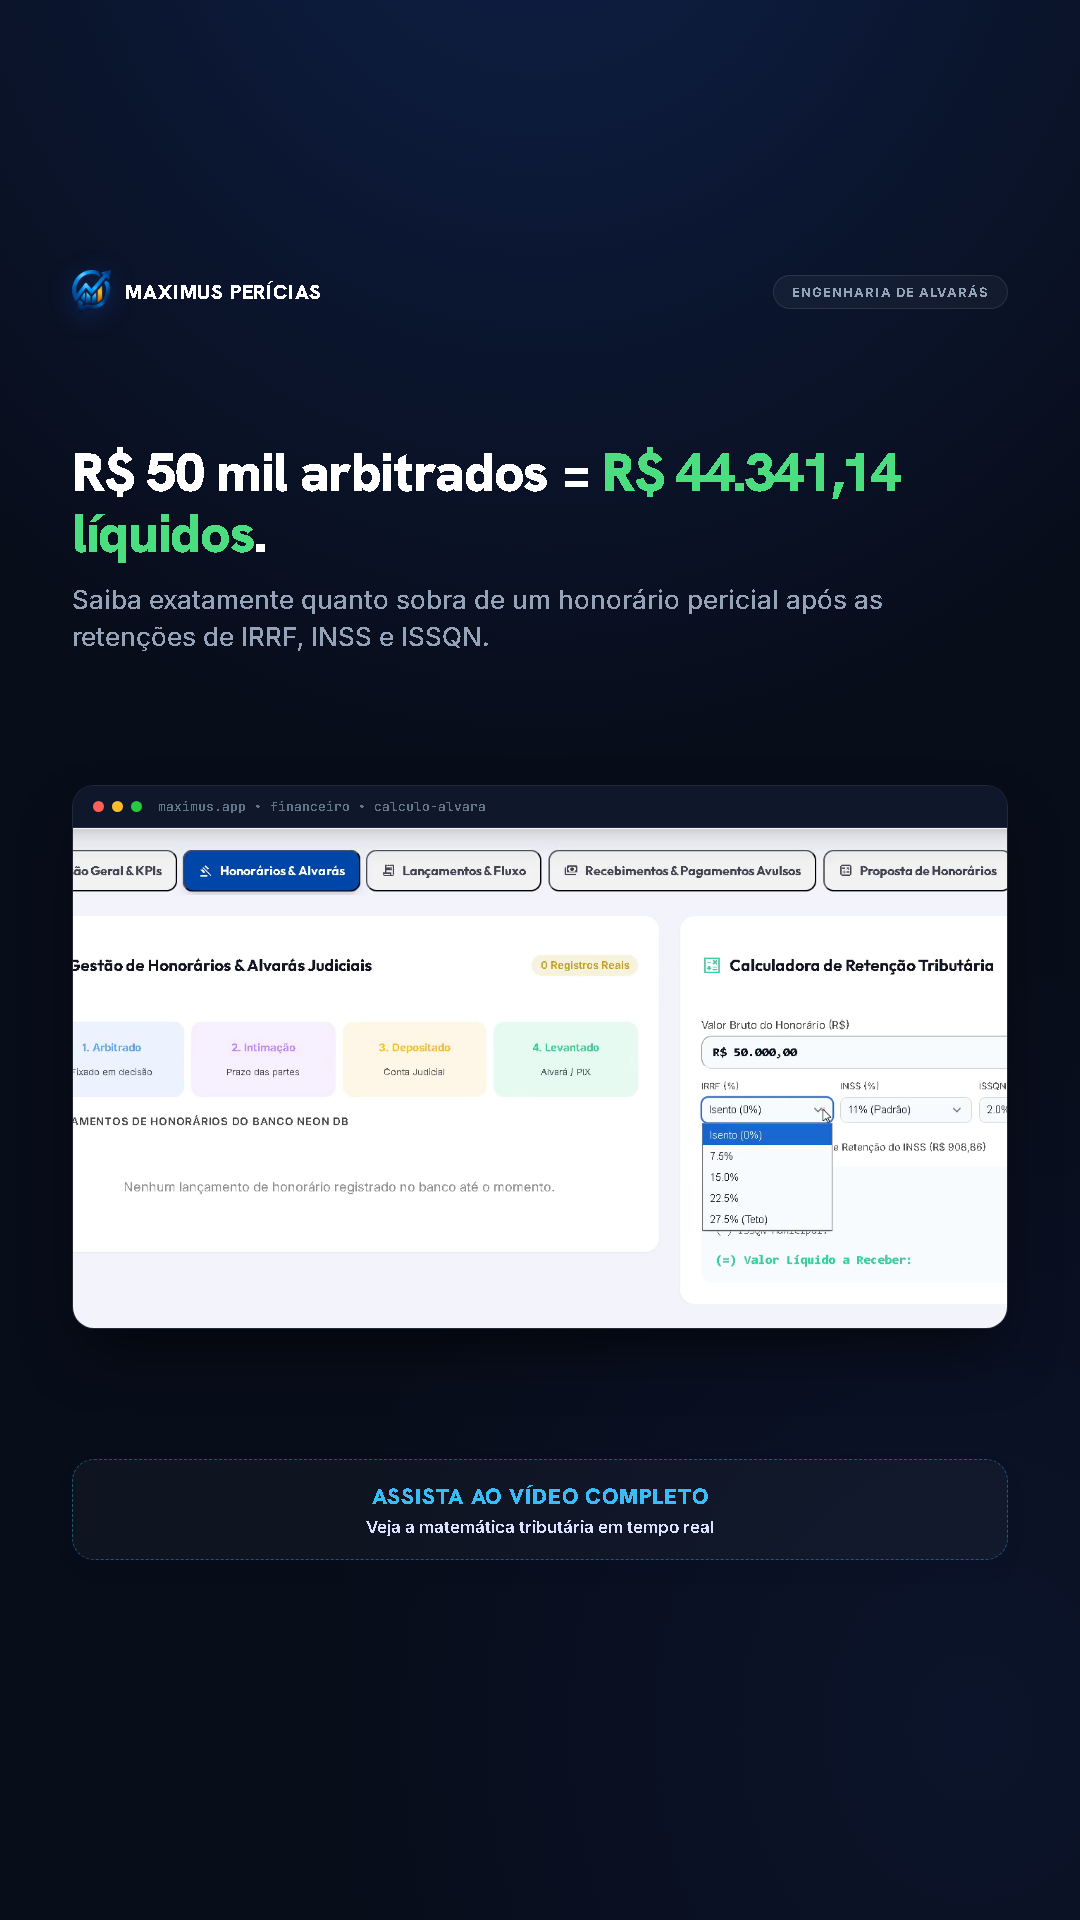 MAXIMUS PERÍCIAS
ENGENHARIA DE ALVARÁS
R$ 50 mil arbitrados = R$ 44.341,14
líquidos.
Saiba exatamente quanto sobra de um honorário pericial após as
retenções de IRRF, INSS e ISSQN.
maximus.app • financeiro • calculo-alvara
ão Geral & KPIs
Honorários & Alvarás
Lançamentos & Fluxo
Recebimentos & Pagamentos Avulsos
Proposta de Honorários
Gestão de Honorários & Alvarás Judiciais
0 Registros Reais
1. Arbitrado
Fixado em decisão
2. Intimação
Prazo das partes
3. Depositado
Conta Judicial
4. Levantado
Alvará / PIX
AMENTOS DE HONORÁRIOS DO BANCO NEON DB
Nenhum lançamento de honorário registrado no banco até o momento.
Calculadora de Retenção Tributária
Valor Bruto do Honorário (R$)
R$ 50.000,00
IRRF (%)
INSS (%)
ISSQN
Isento (0%)
11% (Padrão)
2.0%
Isento (0%)
7.5%
15.0%
22.5%
27.5% (Teto)
e Retenção do INSS (R$ 908,86)
(=) Valor Líquido a Receber:
ASSISTA AO VÍDEO COMPLETO
Veja a matemática tributária em tempo real